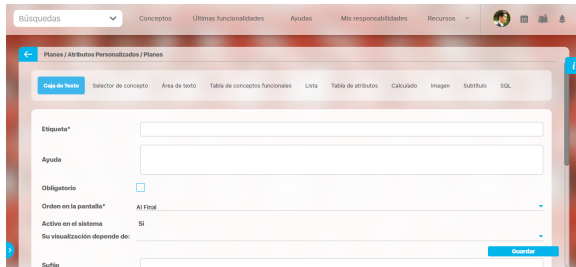 Búsquedas Conceptos Últimas funcionalidades Ayudas Mis responsabilidades Recursos
Planes / Atributos Personalizados / Planes
i
Caja de Texto Selector de concepto Área de texto Tabla de conceptos funcionales Lista Tabla de atributos Calculado Imagen Subtítulo SQL
Etiqueta*
Ayuda
Obligatorio
Orden en la pantalla* Al Final
Activo en el sistema Si
Su visualización depende de:
Guardar
Sufijo